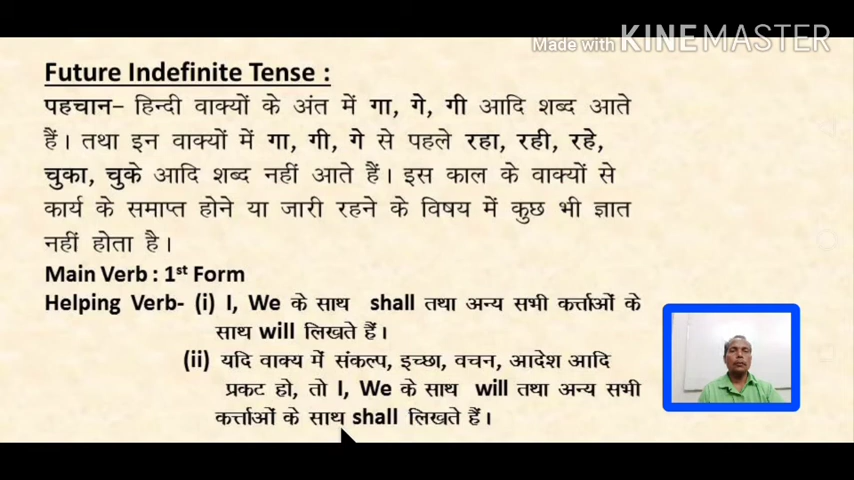 Made with KINEMASTER
Future Indefinite Tense :
पहचान– हिन्दी वाक्यों के अंत में गा, गे, गी आदि शब्द आते
हैं। तथा इन वाक्यों में गा, गी, गे से पहले रहा, रही, रहे,
चुका, चुके आदि शब्द नहीं आते हैं। इस काल के वाक्यों से
कार्य के समाप्त होने या जारी रहने के विषय में कुछ भी ज्ञात
नहीं होता है।
Main Verb : 1st Form
Helping Verb- (i) I, We के साथ shall तथा अन्य सभी कर्त्ताओं के
साथ will लिखते हैं।
(ii) यदि वाक्य में संकल्प, इच्छा, वचन, आदेश आदि
प्रकट हो, तो I, We के साथ will तथा अन्य सभी
कर्त्ताओं के साथ shall लिखते हैं।